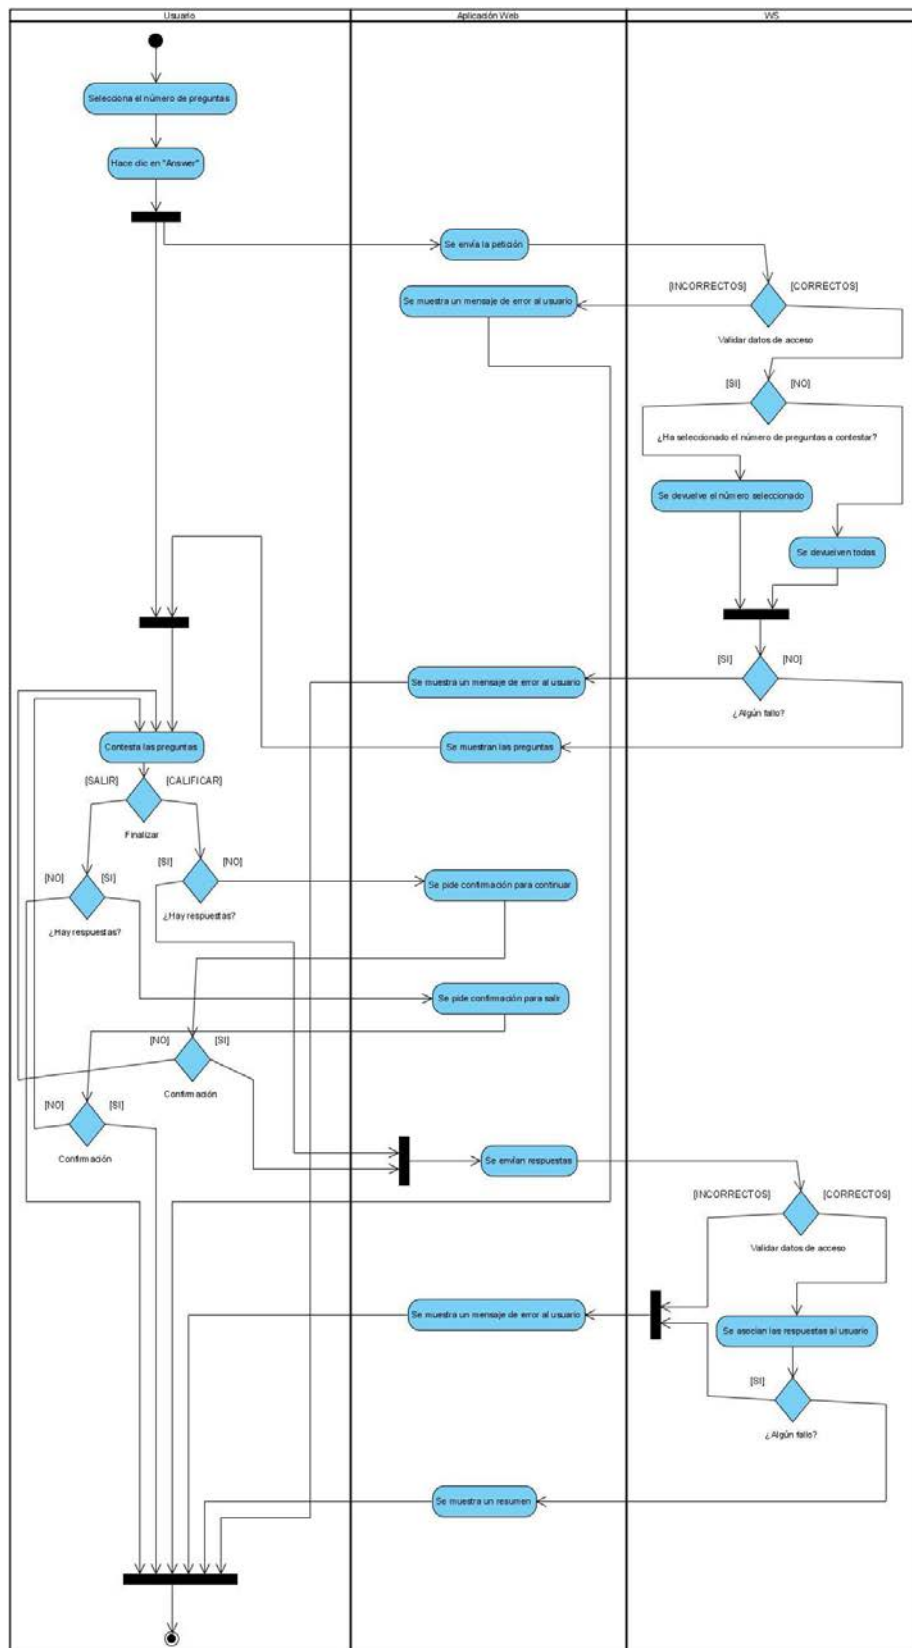 Usuario
Aplicación Web
WS
Selecciona el número de preguntas
Hace clic en "Answer"
Se envía la petición
[INCORRECTOS]
[CORRECTOS]
Se muestra un mensaje de error al usuario
Validar datos de acceso
[SI]
[NO]
¿Ha seleccionado el número de preguntas a contestar?
Se devuelve el número seleccionado
Se devuelven todas
[SI]
[NO]
Se muestra un mensaje de error al usuario
¿Algún fallo?
Contesta las preguntas
Se muestran las preguntas
[SALIR]
[CALIFICAR]
Finalizar
[SI]
[NO]
[NO]
[SI]
Se pide confirmación para continuar
¿Hay respuestas?
¿Hay respuestas?
Se pide confirmación para salir
[NO]
[SI]
Confirmación
[NO]
[SI]
Confirmación
Se envían respuestas
[INCORRECTOS]
[CORRECTOS]
Validar datos de acceso
Se muestra un mensaje de error al usuario
Se asocian las respuestas al usuario
[SI]
¿Algún fallo?
Se muestra un resumen